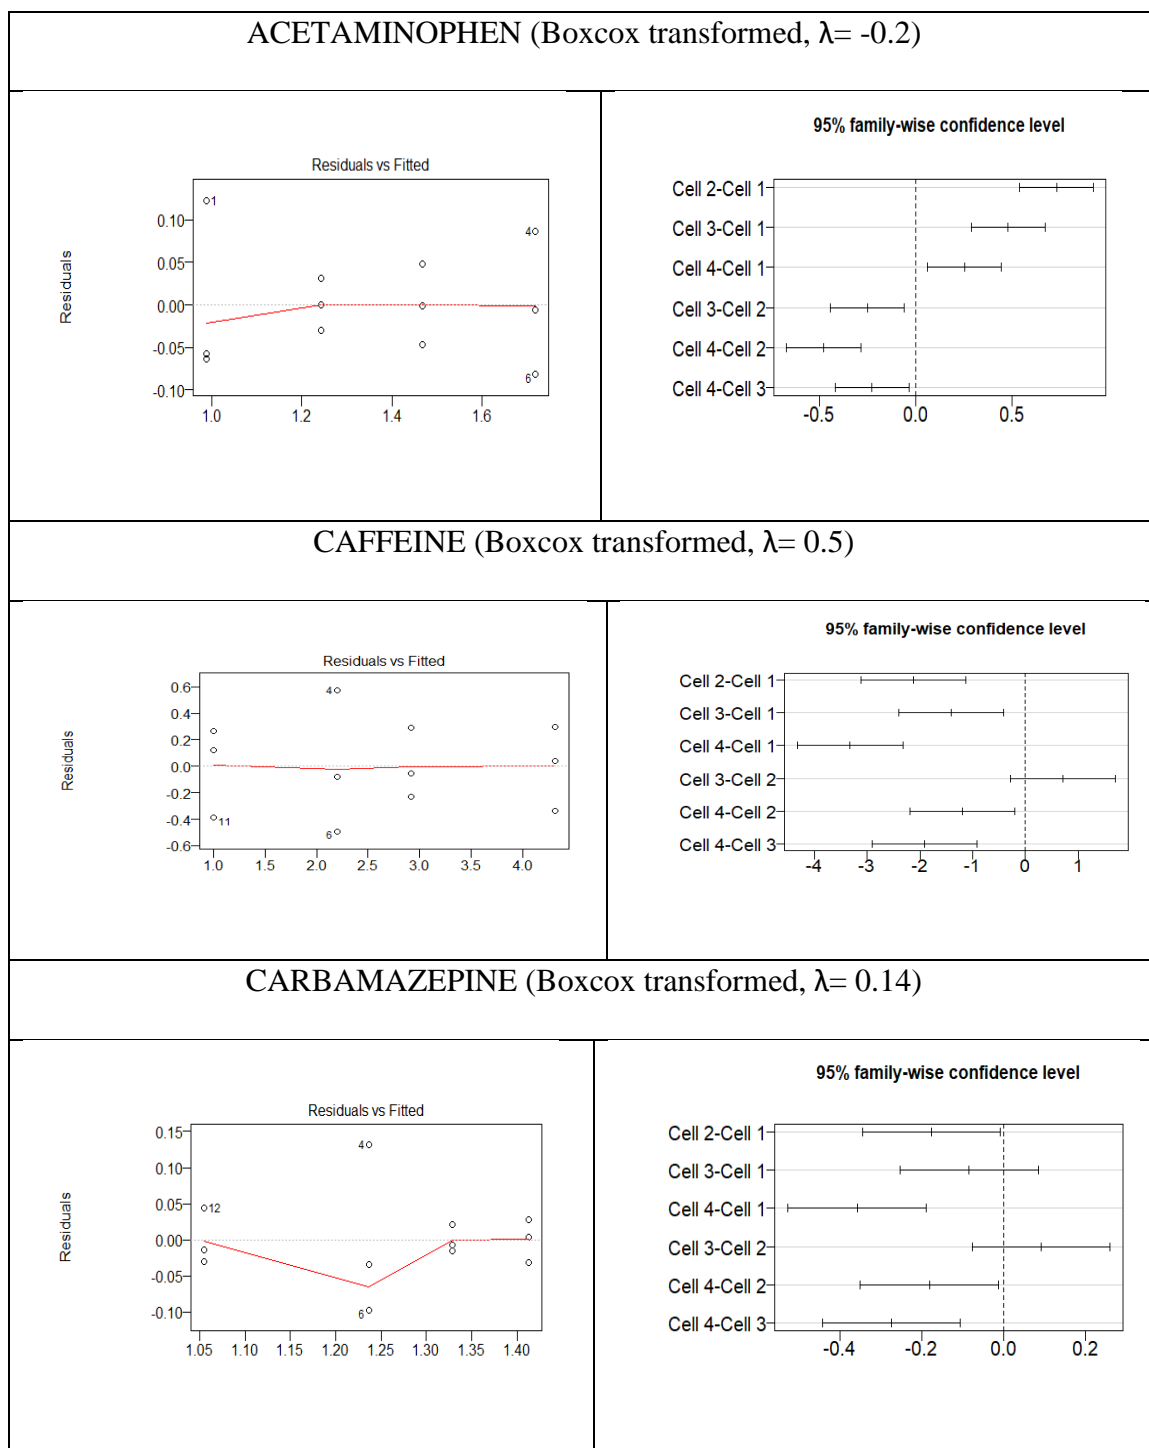 ACETAMINOPHEN (Boxcox transformed, λ= -0.2)
Residuals vs Fitted
Residuals
0.10
0.05
0.00
-0.05
-0.10
1
4
6
1.0 1.2 1.4 1.6
95% family-wise confidence level
Cell 2-Cell 1
Cell 3-Cell 1
Cell 4-Cell 1
Cell 3-Cell 2
Cell 4-Cell 2
Cell 4-Cell 3
-0.5 0.0 0.5
CAFFEINE (Boxcox transformed, λ= 0.5)
Residuals vs Fitted
Residuals
0.6
0.4
0.2
0.0
-0.2
-0.4
-0.6
4
11
6
1.0 1.5 2.0 2.5 3.0 3.5 4.0
95% family-wise confidence level
Cell 2-Cell 1
Cell 3-Cell 1
Cell 4-Cell 1
Cell 3-Cell 2
Cell 4-Cell 2
Cell 4-Cell 3
-4 -3 -2 -1 0 1
CARBAMAZEPINE (Boxcox transformed, λ= 0.14)
Residuals vs Fitted
Residuals
0.15
0.10
0.05
0.00
-0.05
-0.10
4
12
6
1.05 1.10 1.15 1.20 1.25 1.30 1.35 1.40
95% family-wise confidence level
Cell 2-Cell 1
Cell 3-Cell 1
Cell 4-Cell 1
Cell 3-Cell 2
Cell 4-Cell 2
Cell 4-Cell 3
-0.4 -0.2 0.0 0.2